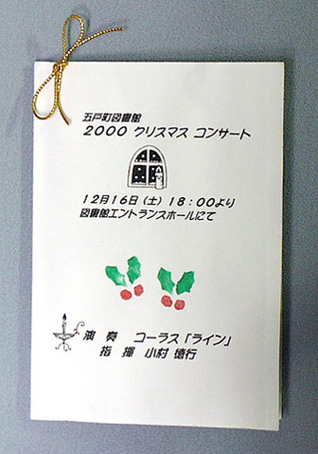 五戸町図書館
2000 クリスマス コンサート
12月16日(土) 18:00より
図書館エントランスホールにて
演 奏 コーラス「ライン」
指 揮 小村 億行